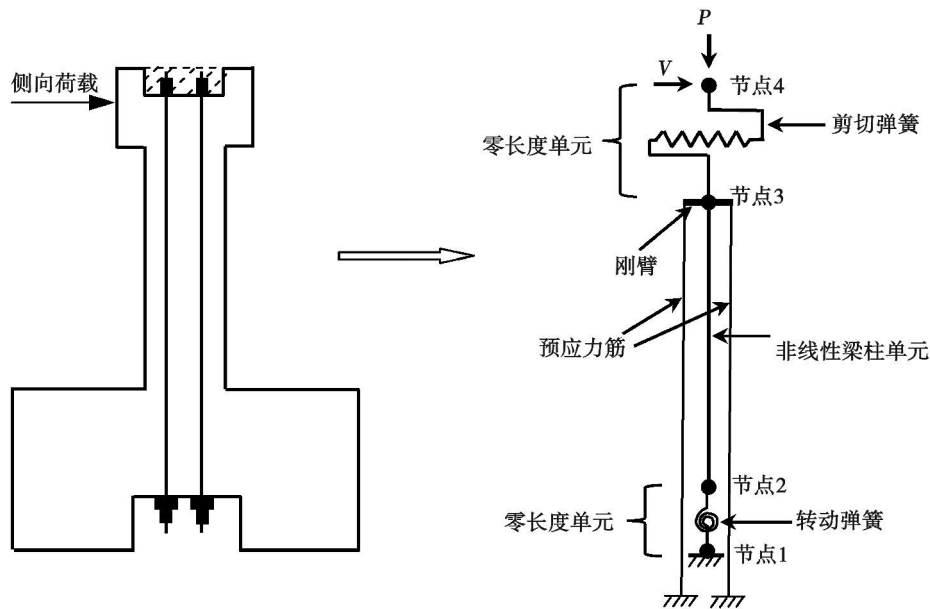 侧向荷载
P
V
节点4
剪切弹簧
零长度单元
节点3
刚臂
预应力筋
非线性梁柱单元
节点2
零长度单元
转动弹簧
节点1